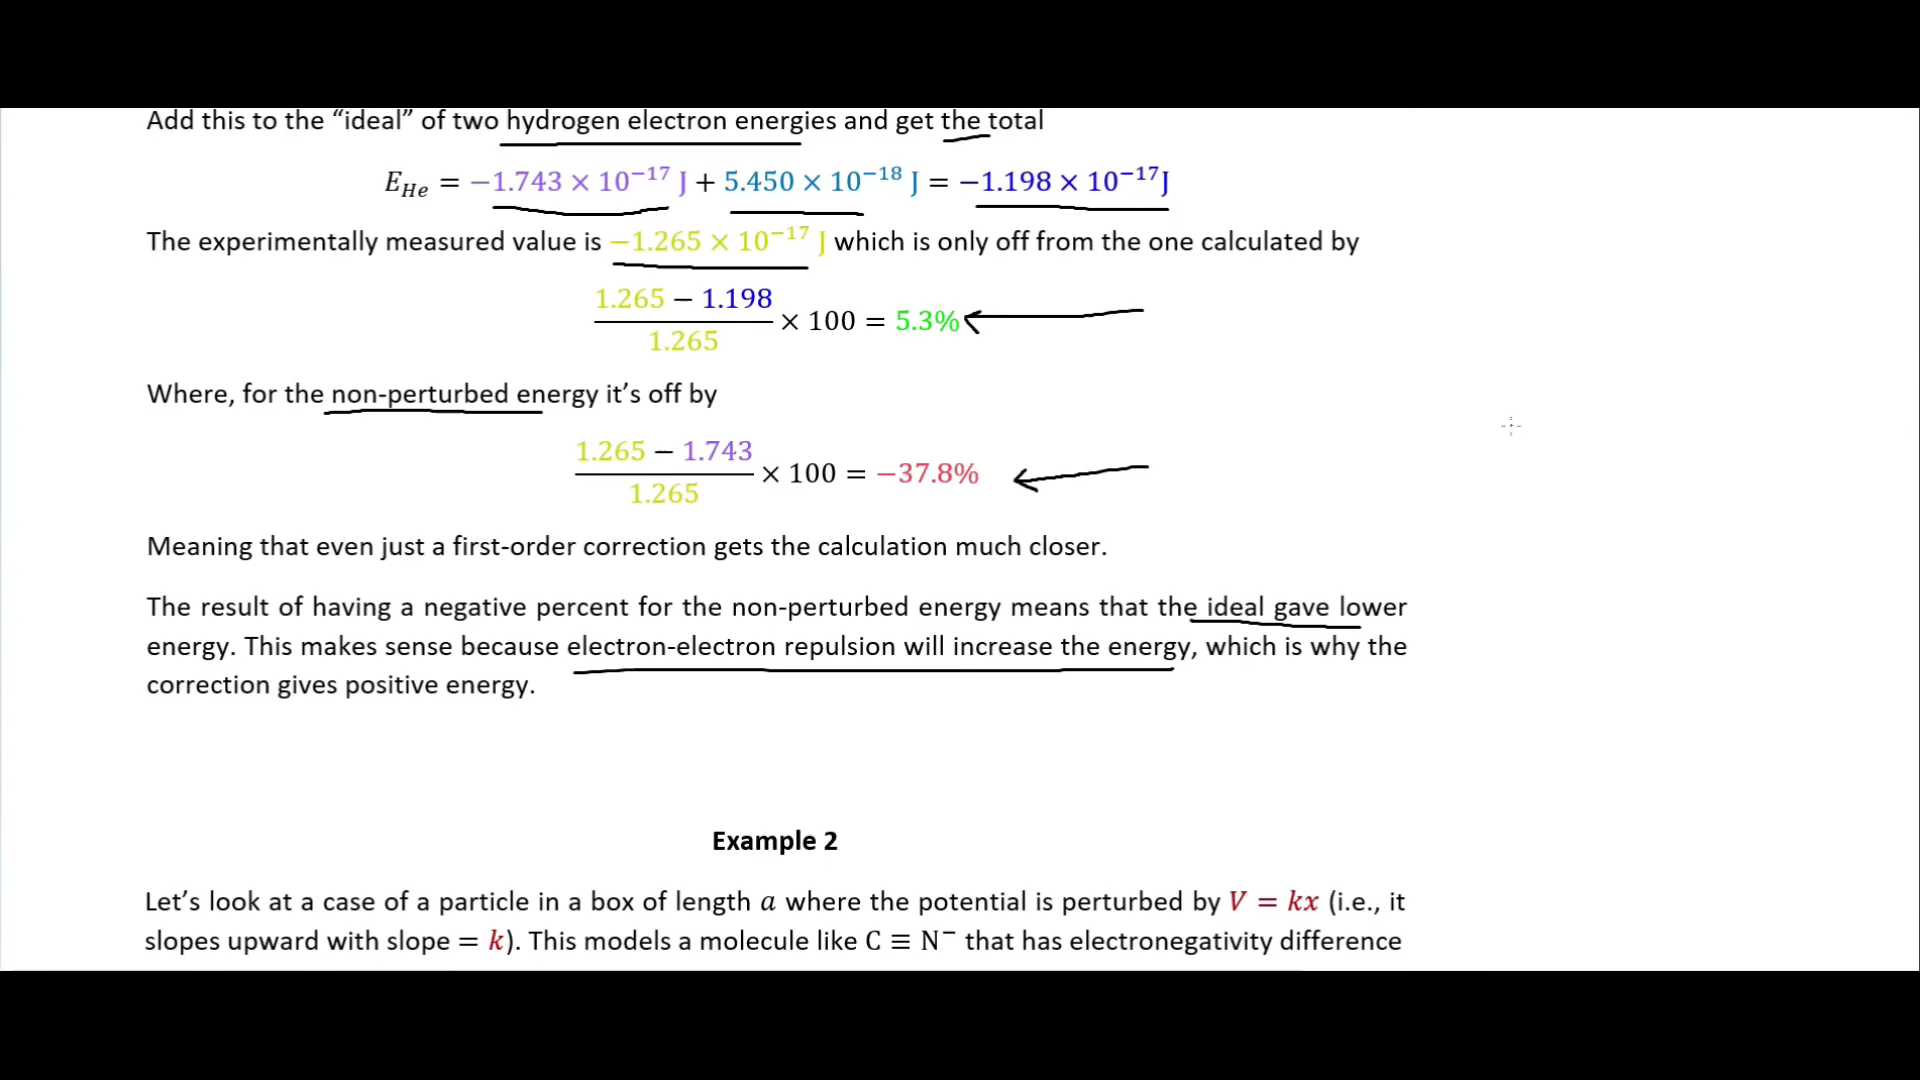 Add this to the “ideal” of two hydrogen electron energies and get the total
E_He = −1.743 × 10⁻¹⁷ J + 5.450 × 10⁻¹⁸ J = −1.198 × 10⁻¹⁷J
The experimentally measured value is −1.265 × 10⁻¹⁷ J which is only off from the one calculated by
1.265 − 1.198
× 100 = 5.3%
1.265
Where, for the non-perturbed energy it’s off by
1.265 − 1.743
× 100 = −37.8%
1.265
Meaning that even just a first-order correction gets the calculation much closer.
The result of having a negative percent for the non-perturbed energy means that the ideal gave lower
energy. This makes sense because electron-electron repulsion will increase the energy, which is why the
correction gives positive energy.
Example 2
Let’s look at a case of a particle in a box of length a where the potential is perturbed by V = kx (i.e., it
slopes upward with slope = k). This models a molecule like C ≡ N⁻ that has electronegativity difference